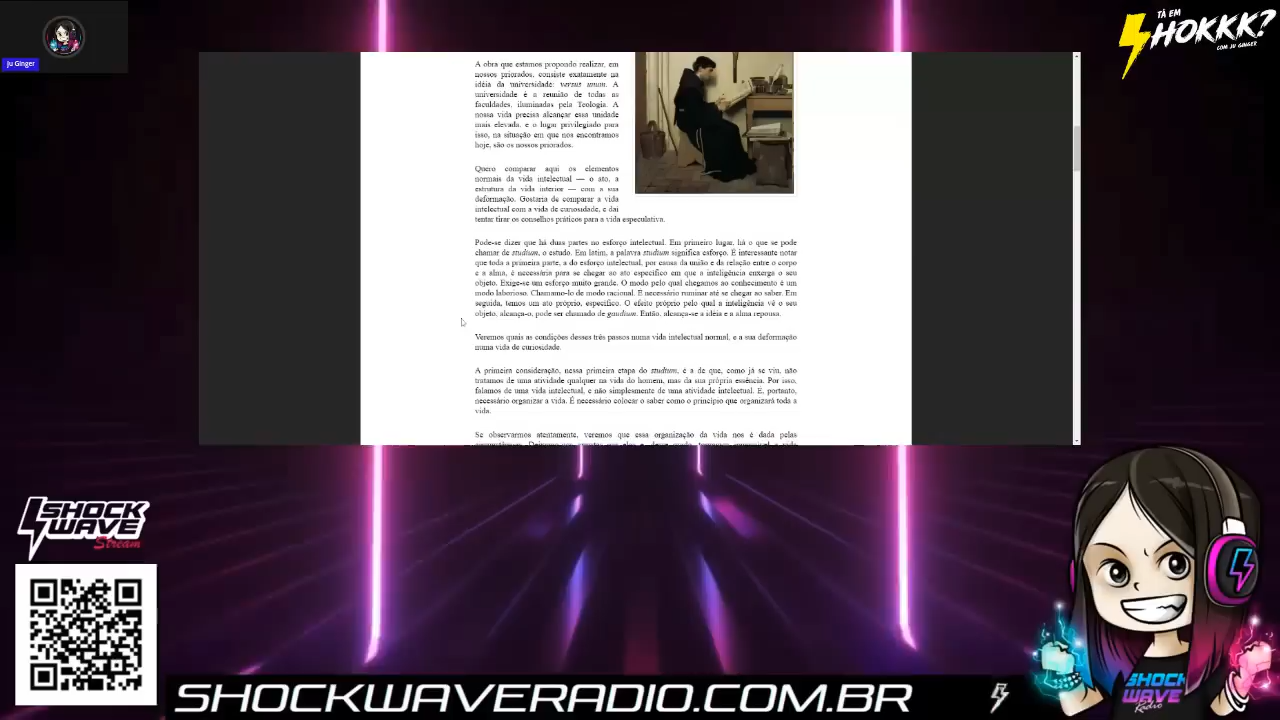 Ju Ginger
TÁ EM
SHOKKK?
COM JU GINGER
A obra que estamos propondo realizar, em
nossos priorados, consiste exatamente na
idéia da universidade: versus unum. A
universidade é a reunião de todas as
faculdades, iluminadas pela Teologia. A
nossa vida precisa alcançar essa unidade
mais elevada, e o lugar privilegiado para
isso, na situação em que nos encontramos
hoje, são os nossos priorados.
Quero comparar aqui os elementos
normais da vida intelectual — o ato, a
estrutura da vida interior — com a sua
deformação. Gostaria de comparar a vida
intelectual com a vida de curiosidade, e daí
tentar tirar os conselhos práticos para a vida especulativa.
Pode-se dizer que há duas partes no esforço intelectual. Em primeiro lugar, há o que se pode
chamar de studium, o estudo. Em latim, a palavra studium significa esforço. É interessante notar
que toda a primeira parte, a do esforço intelectual, por causa da união e da relação entre o corpo
e a alma, é necessária para se chegar ao ato específico em que a inteligência enxerga o seu
objeto. Exige-se um esforço muito grande. O modo pelo qual chegamos ao conhecimento é um
modo laborioso. Chamamo-lo de modo racional. É necessário ruminar até se chegar ao saber. Em
seguida, temos um ato próprio, específico. O efeito próprio pelo qual a inteligência vê o seu
objeto, alcança-o, pode ser chamado de gaudium. Então, alcança-se a idéia e a alma repousa.
Veremos quais as condições desses três passos numa vida intelectual normal, e a sua deformação
numa vida de curiosidade.
A primeira consideração, nessa primeira etapa do studium, é a de que, como já se viu, não
tratamos de uma atividade qualquer na vida do homem, mas da sua própria essência. Por isso,
falamos de uma vida intelectual, e não simplesmente de uma atividade intelectual. É, portanto,
necessário organizar a vida. É necessário colocar o saber como o princípio que organizará toda a
vida.
Se observarmos atentamente, veremos que essa organização da vida nos é dada pelas
SHOCK
WAVE
Stream
SHOCKWAVERADIO.COM.BR
SHOCK
WAVE
Radio